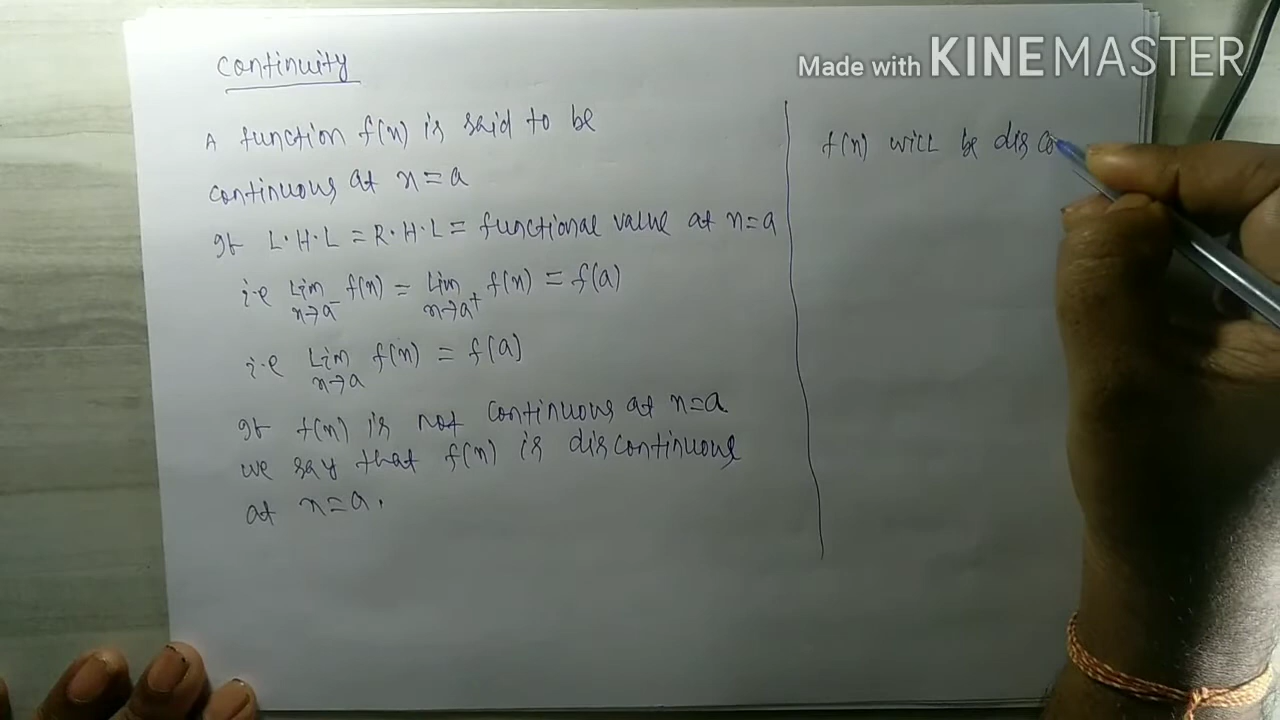 Made with KINEMASTER
Continuity
A function f(x) is said to be
continuous at x=a
If L.H.L = R.H.L = functional value at x=a
i.e Lim x→a⁻ f(x) = Lim x→a⁺ f(x) = f(a)
i.e Lim x→a f(x) = f(a)
If f(x) is not continuous at x=a
we say that f(x) is discontinuous
at x=a.
f(x) will be disco